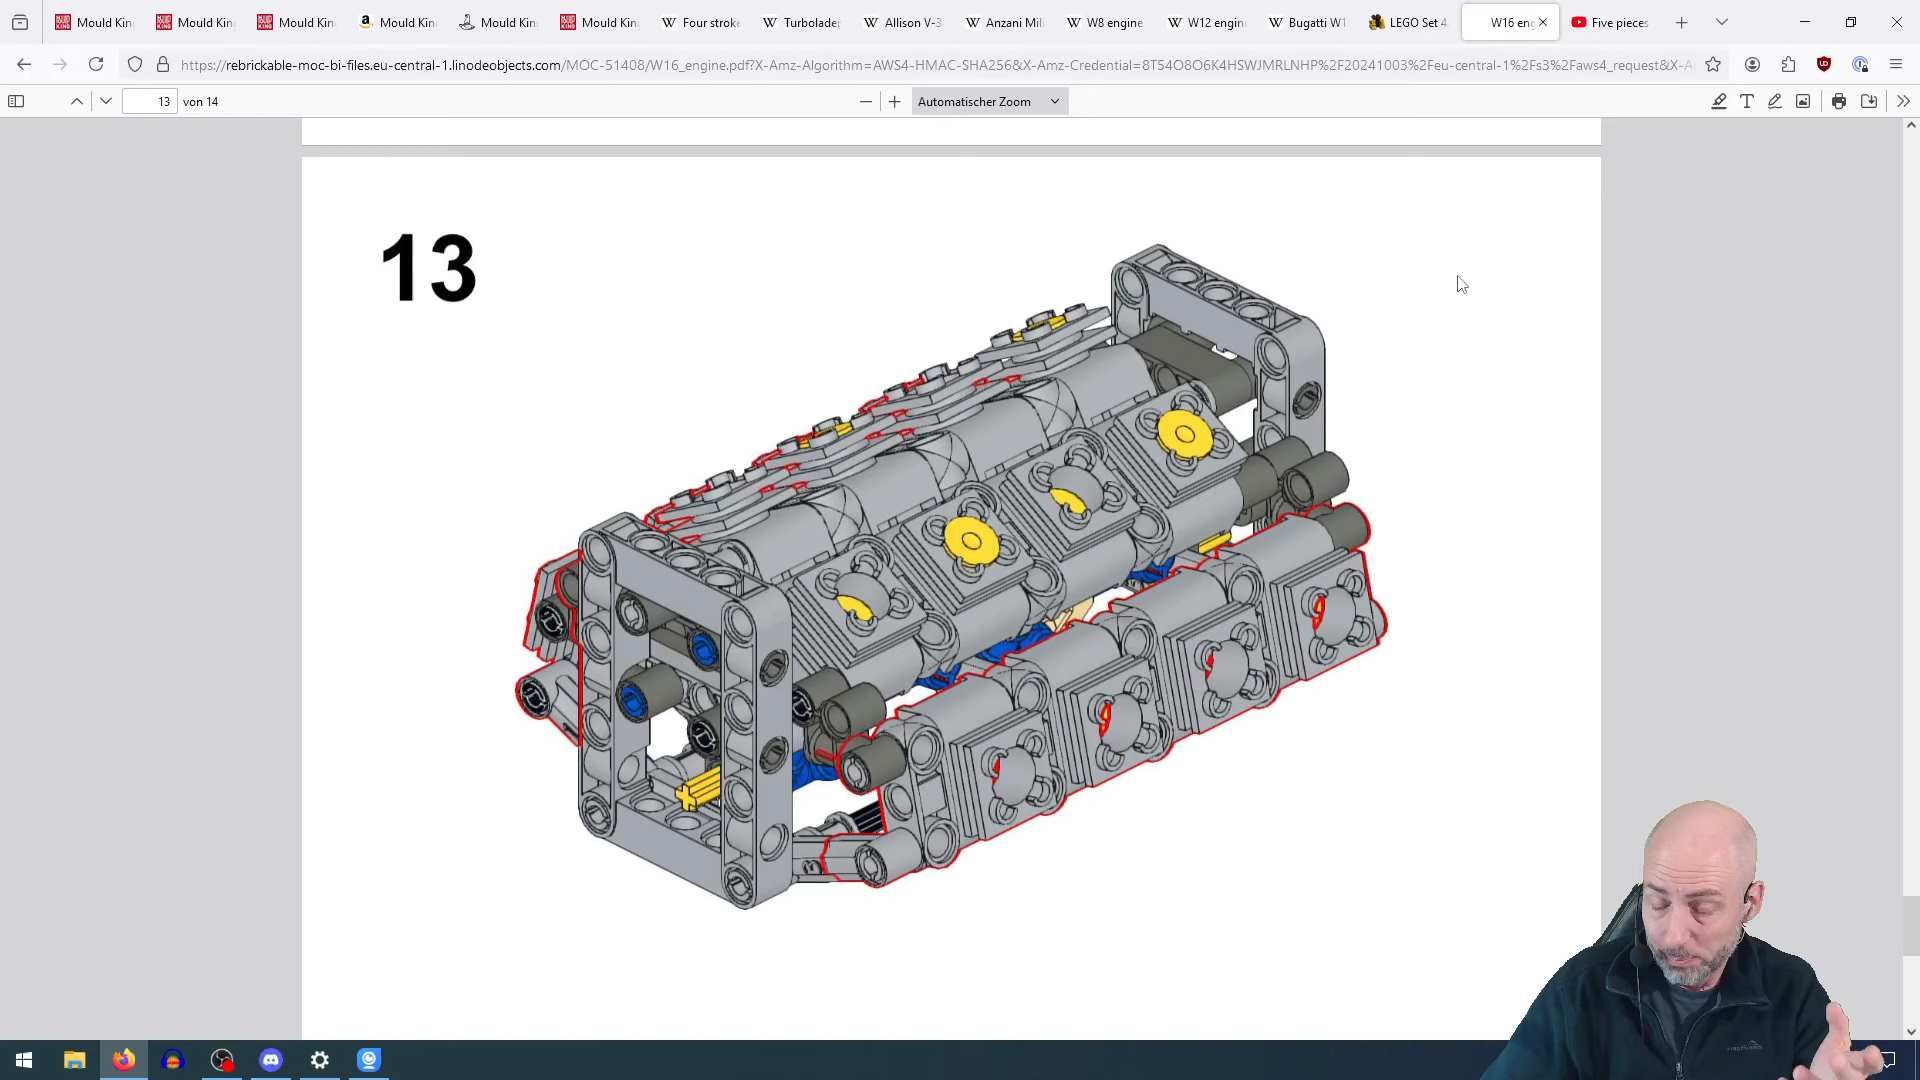 Mould Kin
Mould Kin
Mould Kin
Mould Kin
Mould Kin
Mould Kin
Four stroke
Turbolader
Allison V-3
Anzani Mil
W8 engine
W12 engin
Bugatti W1
LEGO Set 4
W16 eng
Five pieces
https://rebrickable-moc-bi-files.eu-central-1.linodeobjects.com/MOC-51408/W16_engine.pdf?X-Amz-Algorithm=AWS4-HMAC-SHA256&X-Amz-Credential=8T54O8O6K4HSWJMRLNHP%2F20241003%2Feu-central-1%2Fs3%2Faws4_request&X-A
13 von 14
Automatischer Zoom
13